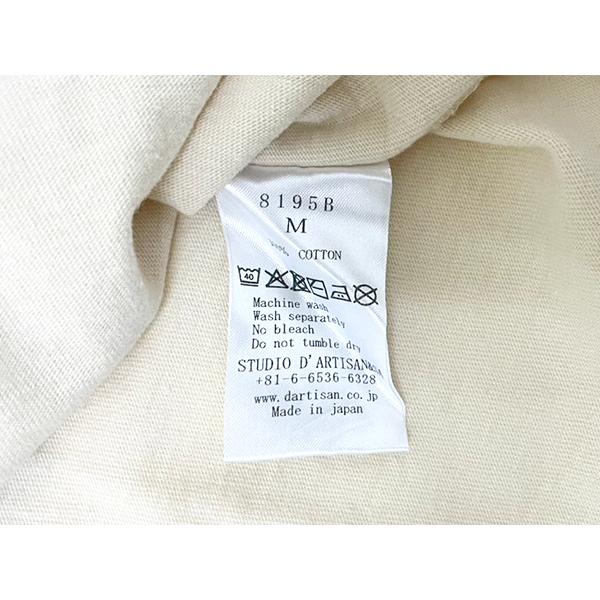 8195B
M
COTTON
40
Machine wash
Wash separately
No bleach
Do not tumble dry
STUDIO D'ARTISAN
+81-6-6536-6328
www.dartisan.co.jp
Made in japan